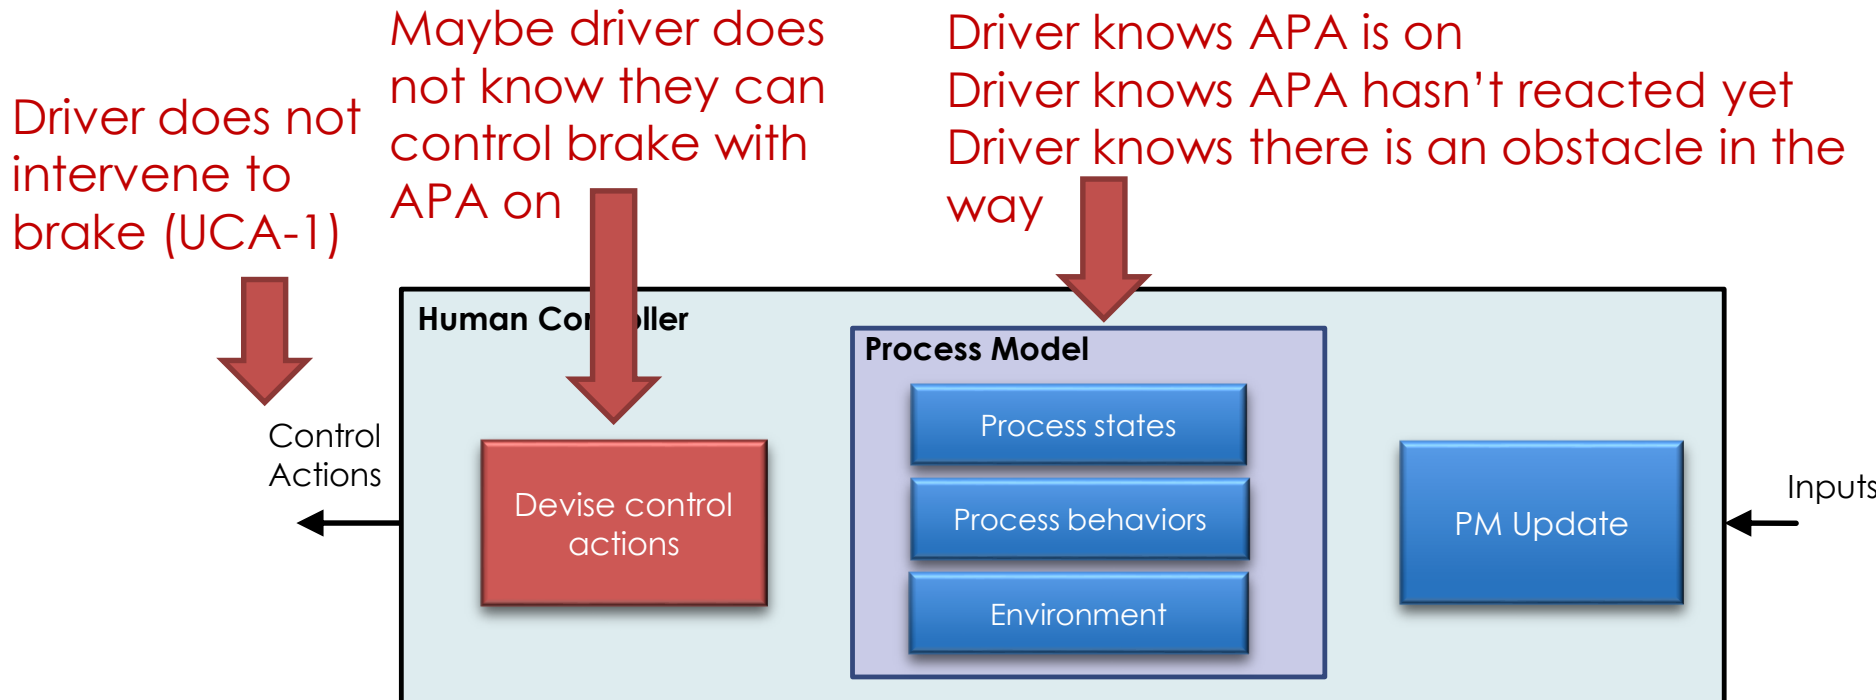 Driver does not
intervene to
brake (UCA-1)
Maybe driver does
not know they can
control brake with
APA on
Driver knows APA is on
Driver knows APA hasn’t reacted yet
Driver knows there is an obstacle in the
way
Human Co ller
Process Model
Process states
Process behaviors
Environment
Control
Actions
Devise control
actions
PM Update
Inputs